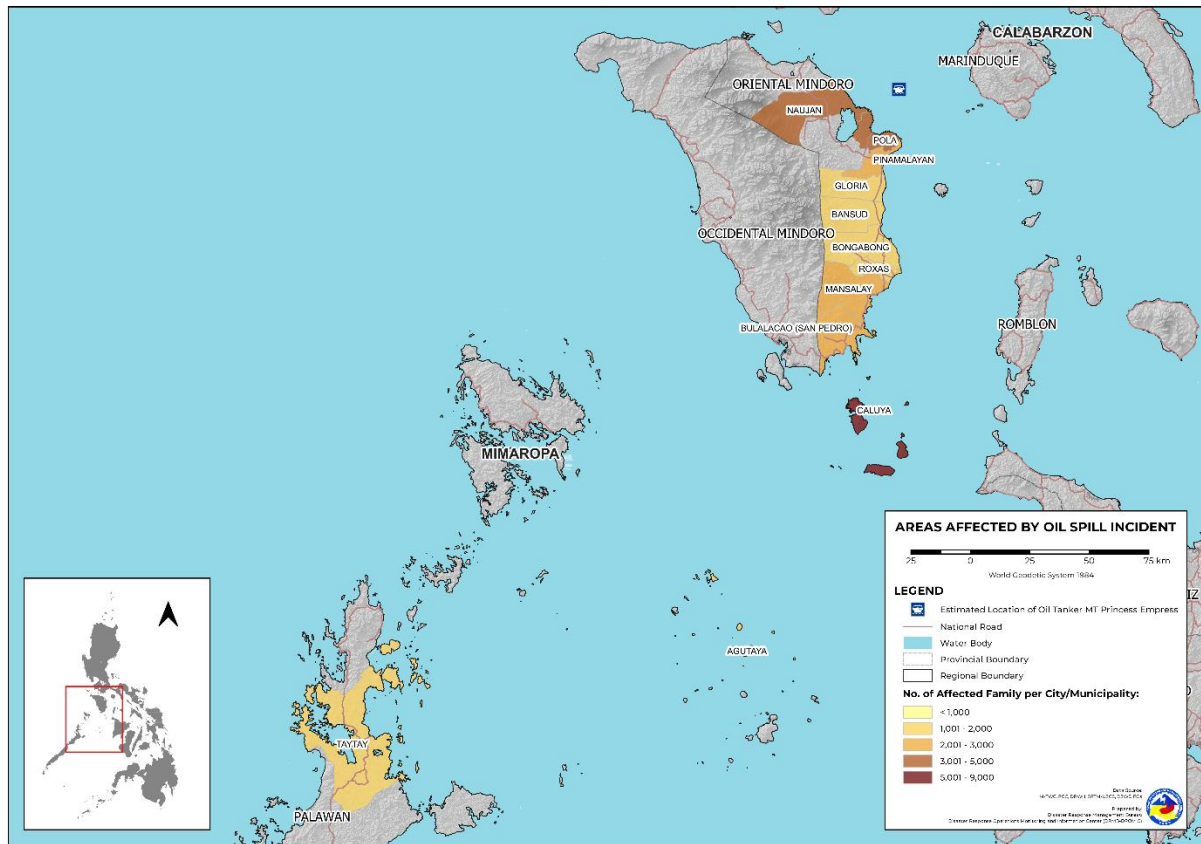 CALABARZON
MARINDUQUE
ORIENTAL MINDORO
NAUJAN
POLA
PINAMALAYAN
GLORIA
BANSUD
OCCIDENTAL MINDORO
BONGABONG
ROXAS
MANSALAY
BULALACAO (SAN PEDRO)
ROMBLON
CALUYA
MIMAROPA
AGUTAYA
TAYTAY
PALAWAN
AREAS AFFECTED BY OIL SPILL INCIDENT
25 0 25 50 75 km
World Geodetic System 1984
LEGEND
Estimated Location of Oil Tanker MT Princess Empress
National Road
Water Body
Provincial Boundary
Regional Boundary
No. of Affected Family per City/Municipality:
< 1,000
1,001 - 2,000
2,001 - 3,000
3,001 - 5,000
5,001 - 9,000
Data Source
Prepared by:
Disaster Response Management Bureau